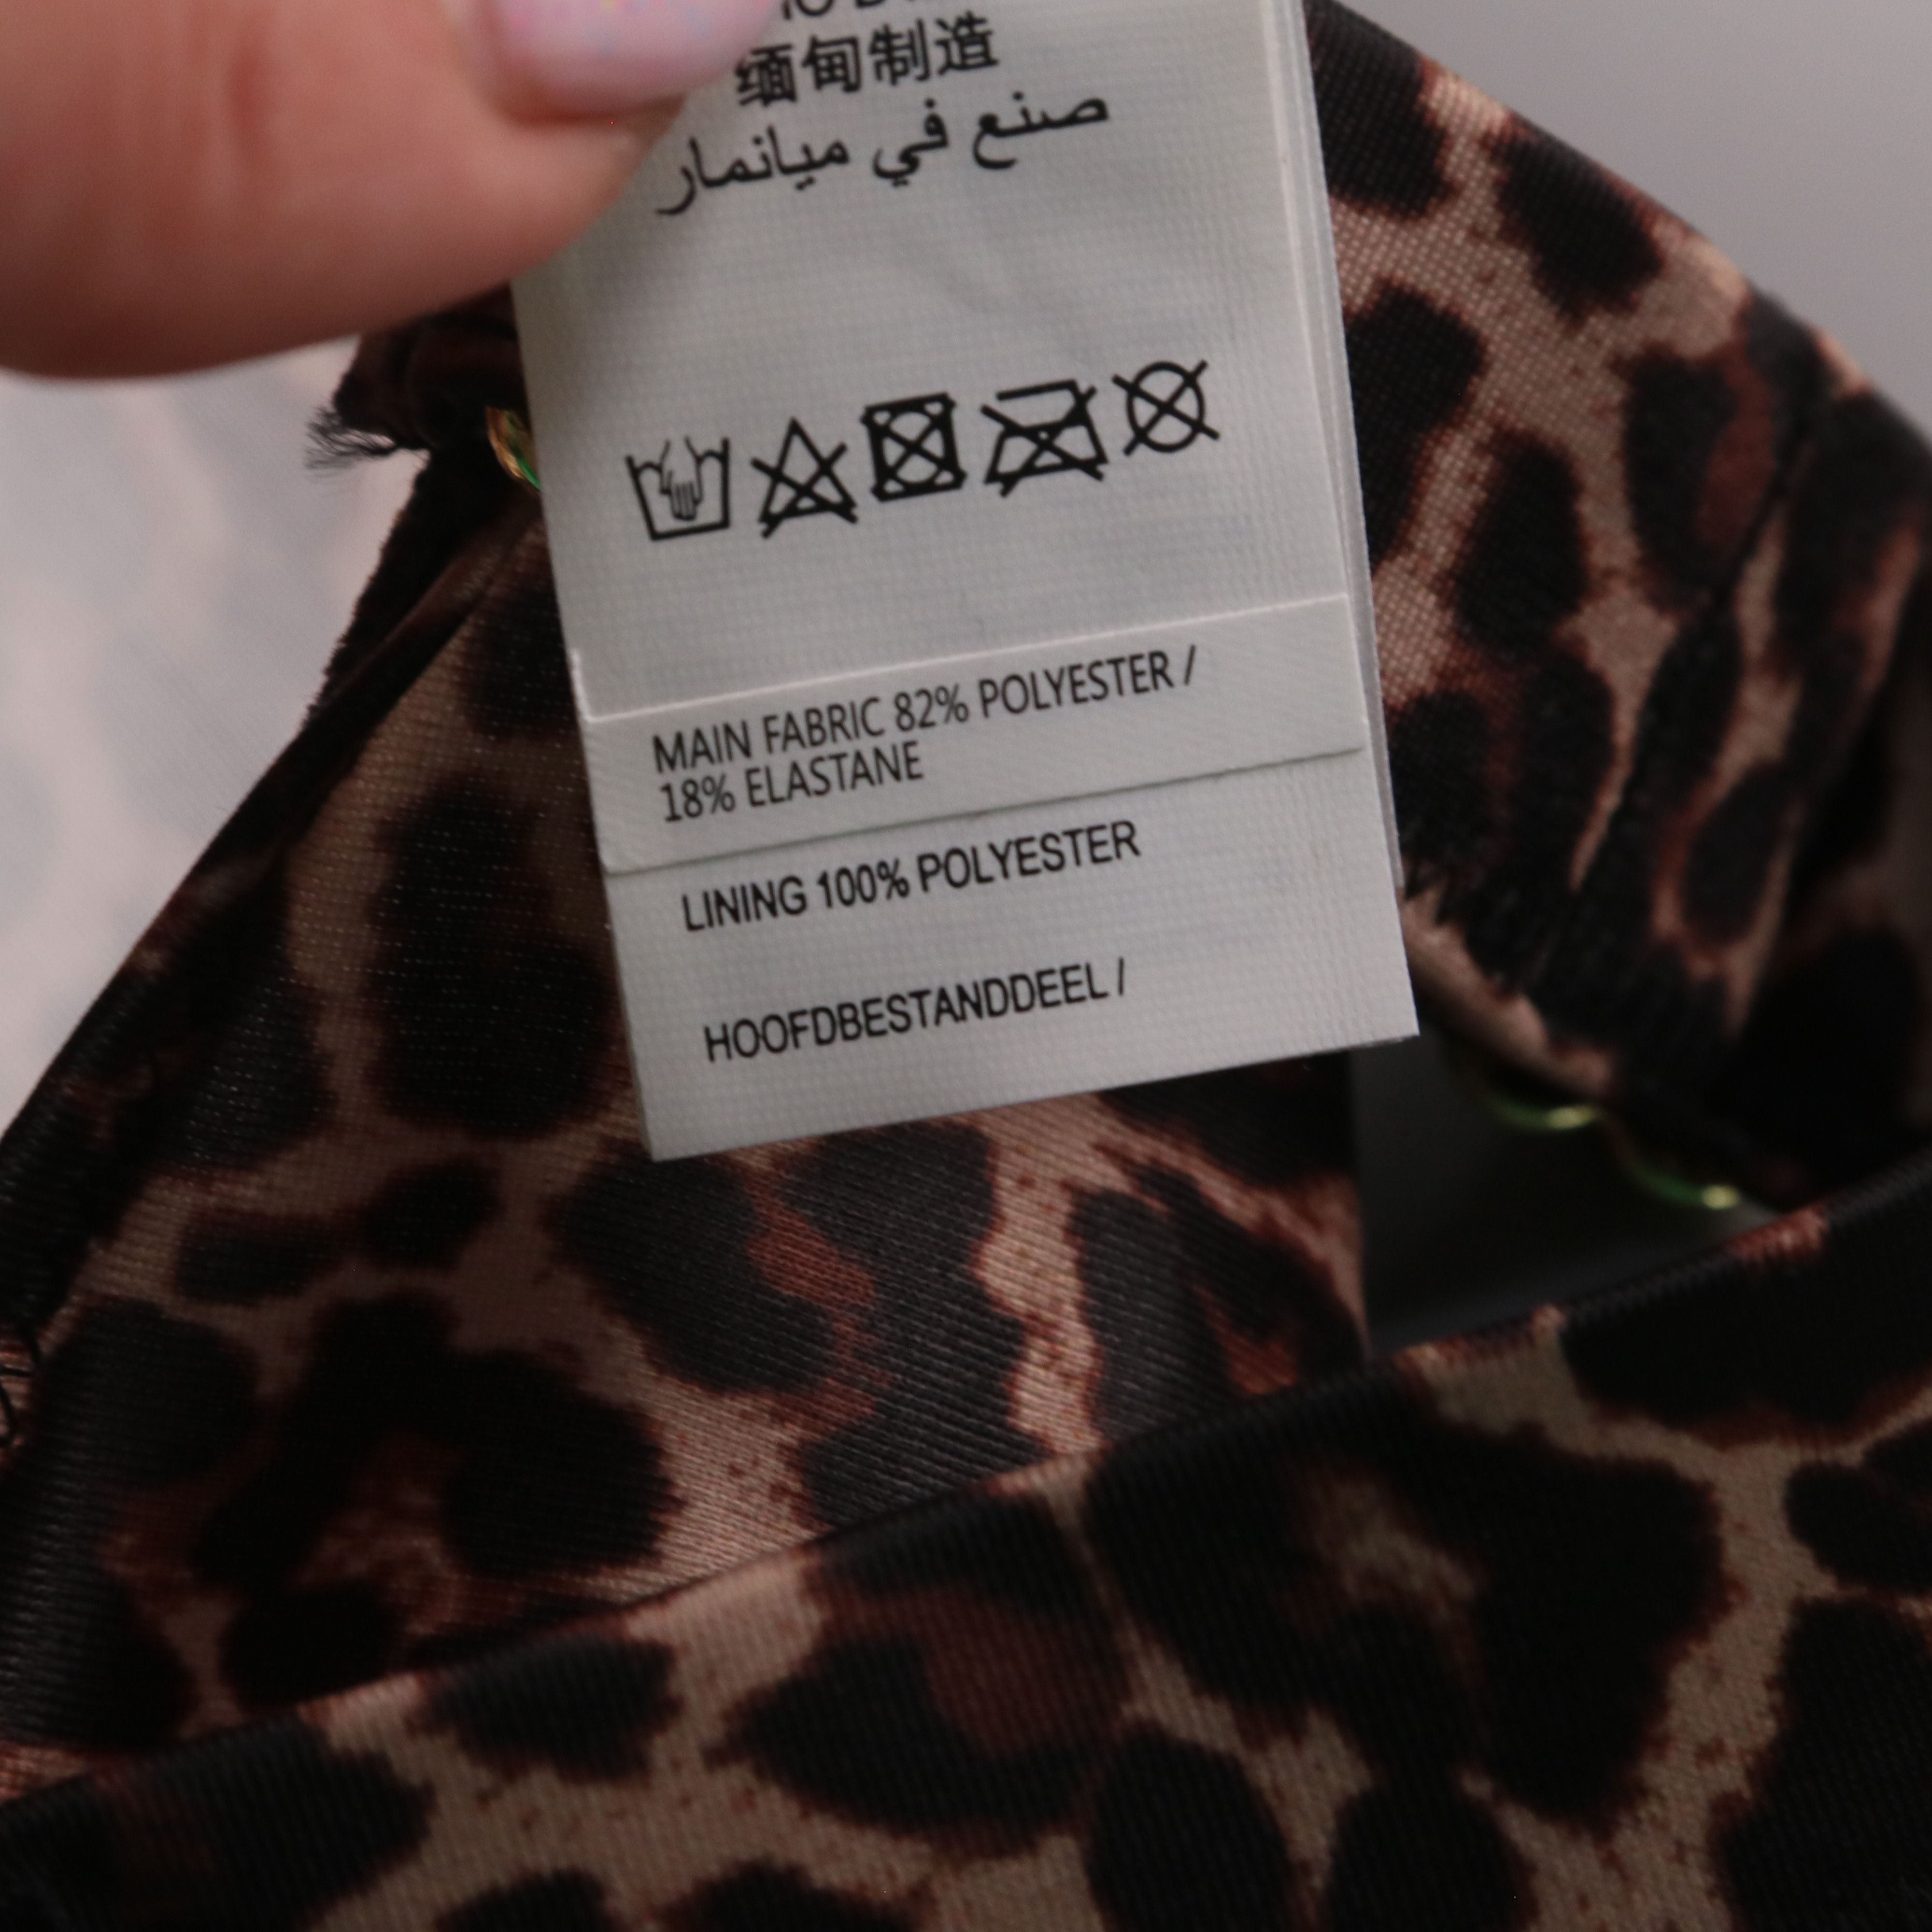 缅甸制造
صنع في ميانمار
MAIN FABRIC 82% POLYESTER /
18% ELASTANE
LINING 100% POLYESTER
HOOFDBESTANDDEEL /